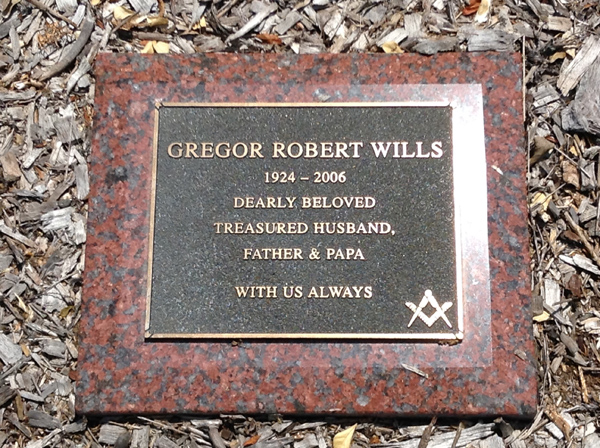 GREGOR ROBERT WILLS
1924 – 2006
DEARLY BELOVED
TREASURED HUSBAND,
FATHER & PAPA
WITH US ALWAYS